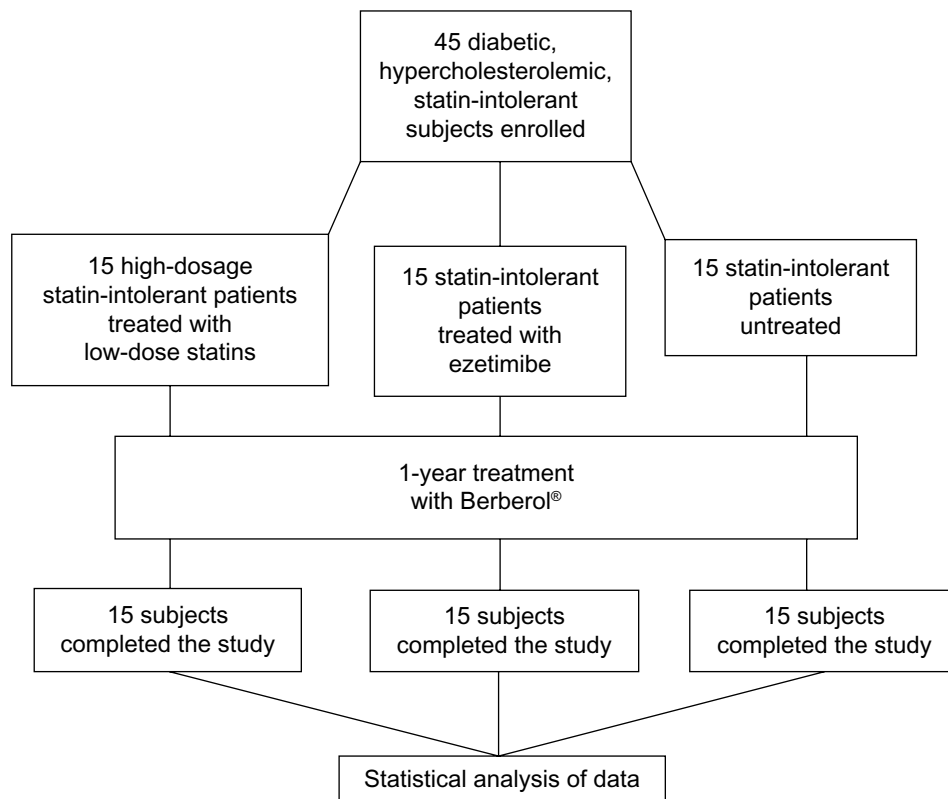 45 diabetic,
hypercholesterolemic,
statin-intolerant
subjects enrolled
15 high-dosage
statin-intolerant patients
treated with
low-dose statins
15 statin-intolerant
patients
treated with
ezetimibe
15 statin-intolerant
patients
untreated
1-year treatment
with Berberol®
15 subjects
completed the study
15 subjects
completed the study
15 subjects
completed the study
Statistical analysis of data